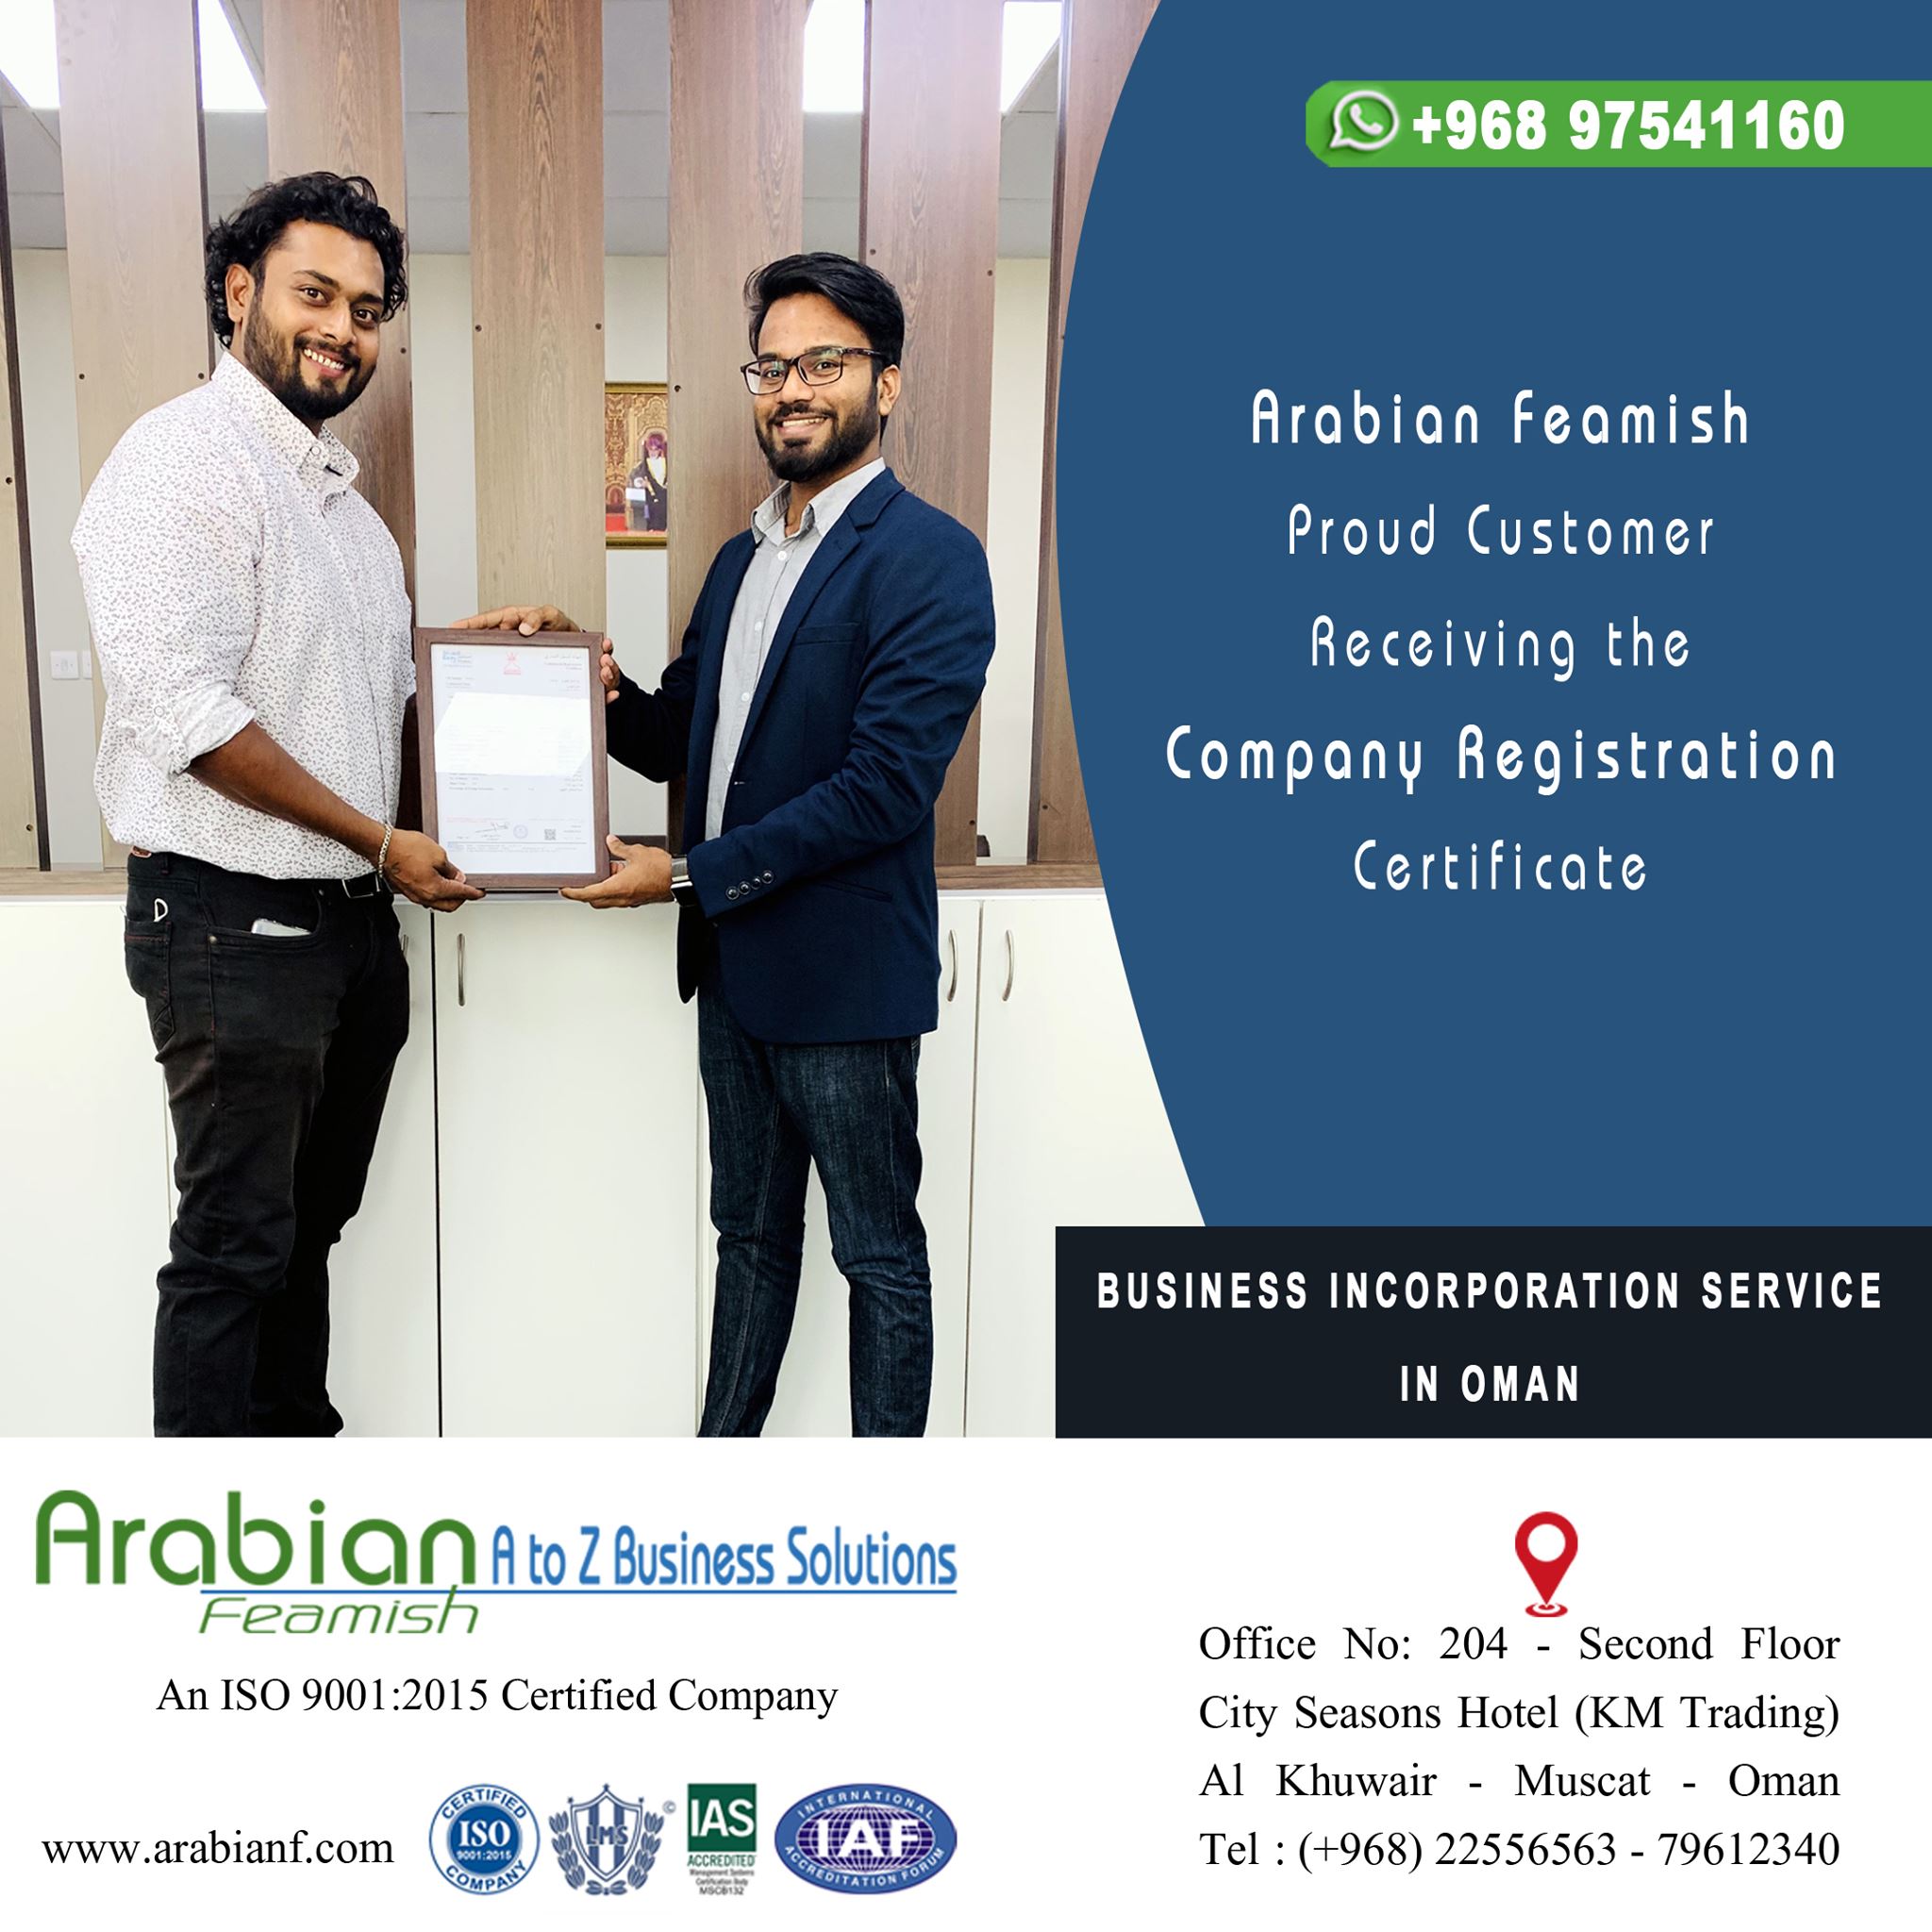 +968 97541160
Arabian Feamish
Proud Customer
Receiving the
Company Registration
Certificate
BUSINESS INCORPORATION SERVICE
IN OMAN
Arabian A to Z Business Solutions
Feamish
An ISO 9001:2015 Certified Company
www.arabianf.com
CERTIFIED
ISO
9001:2015
COMPANY
LMS
©
IAS
ACCREDITED
Management Systems
Certification Body
MSCB132
INTERNATIONAL
IAF
ACCREDITATION FORUM
Office No: 204 - Second Floor
City Seasons Hotel (KM Trading)
Al Khuwair - Muscat - Oman
Tel : (+968) 22556563 - 79612340